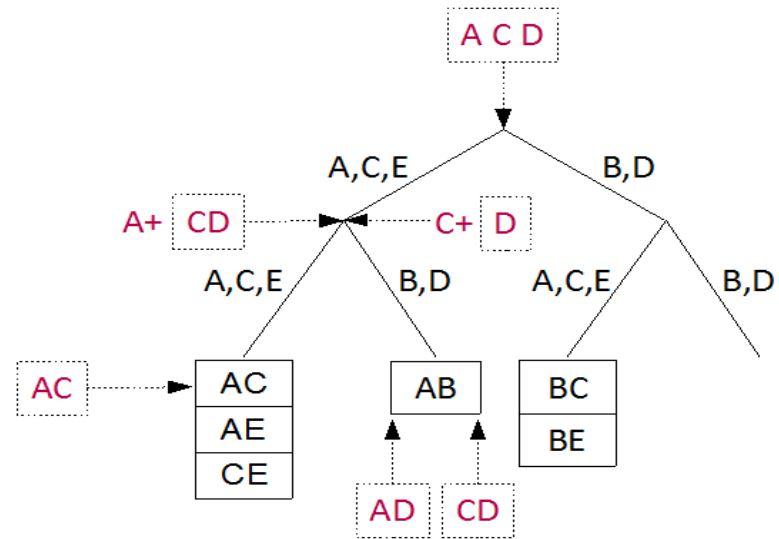 A C D
A,C,E
B,D
A+ CD
C+ D
A,C,E
B,D
A,C,E
B,D
AC
AC
AE
CE
AB
BC
BE
AD
CD